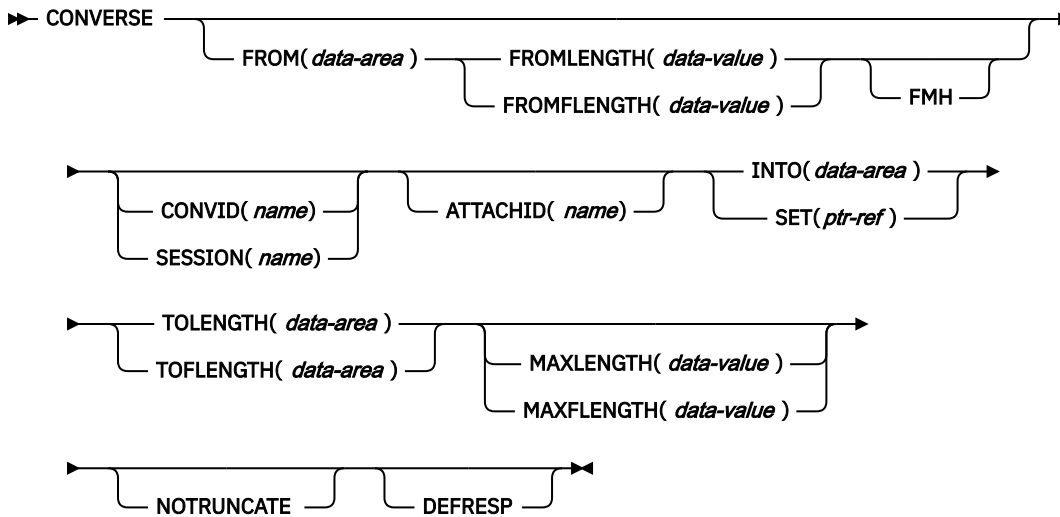 CONVERSE
FROM(data-area ) FROMLENGTH( data-value )
FROMFLENGTH( data-value ) FMH
CONVID( name) ATTACHID( name) INTO( data-area )
SESSION( name) SET( ptr-ref )
TOLENGTH( data-area )
TOFLENGTH( data-area ) MAXLENGTH( data-value )
MAXFLENGTH( data-value )
NOTRUNCATE DEFRESP